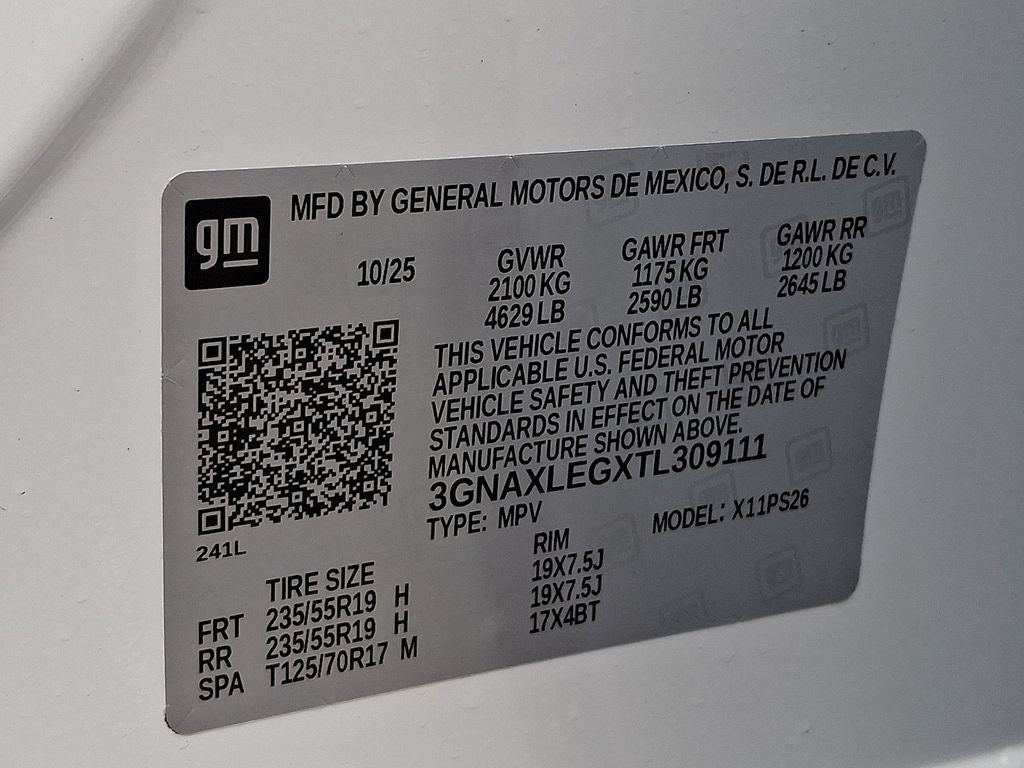 gm MFD BY GENERAL MOTORS DE MEXICO, S. DE R.L. DE C.V.
10/25 GVWR GAWR FRT GAWR RR
2100 KG 1175 KG 1200 KG
4629 LB 2590 LB 2645 LB
THIS VEHICLE CONFORMS TO ALL
APPLICABLE U.S. FEDERAL MOTOR
VEHICLE SAFETY AND THEFT PREVENTION
STANDARDS IN EFFECT ON THE DATE OF
MANUFACTURE SHOWN ABOVE.
3GNAXLEGXTL309111
TYPE: MPV MODEL: X11PS26
241L
TIRE SIZE RIM
FRT 235/55R19 H 19X7.5J
RR 235/55R19 H 19X7.5J
SPA T125/70R17 M 17X4BT